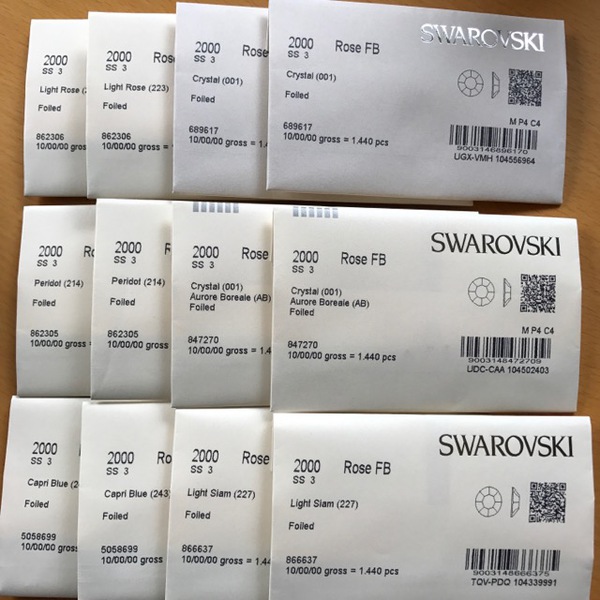 2000
SS 3
Light Rose
Foiled
862306
10/00/00 gross
2000 Rose
SS 3
Light Rose (223)
Foiled
862306
10/00/00 gross =
2000 Rose
SS 3
Crystal (001)
Foiled
689617
10/00/00 gross = 1.
2000 Rose FB
SS 3
SWAROVSKI
Crystal (001)
Foiled
689617
10/00/00 gross = 1.440 pcs
M P4 C4
9003146896170
UGX-VMH 104556964
2000
SS 3
Peridot (214)
Foiled
862305
10/00/00 gross
2000
SS 3
Peridot (214)
Foiled
862305
10/00/00 gross =
2000 Rose
SS 3
Crystal (001)
Aurore Boreale (AB)
Foiled
847270
10/00/00 gross = 1.4
2000 Rose FB
SS 3
SWAROVSKI
Crystal (001)
Aurore Boreale (AB)
Foiled
847270
10/00/00 gross = 1.440 pcs
M P4 C4
9003148472709
UDC-CAA 104502403
2000
SS 3
Capri Blue
Foiled
5058699
10/00/00 gross
2000
SS 3
Capri Blue (243)
Foiled
5058699
10/00/00 gross =
2000 Rose
SS 3
Light Siam (227)
Foiled
866637
10/00/00 gross = 1.44
2000 Rose FB
SS 3
SWAROVSKI
Light Siam (227)
Foiled
866637
10/00/00 gross = 1.440 pcs
M P4 C4
9003148666375
TQV-PDQ 104339991